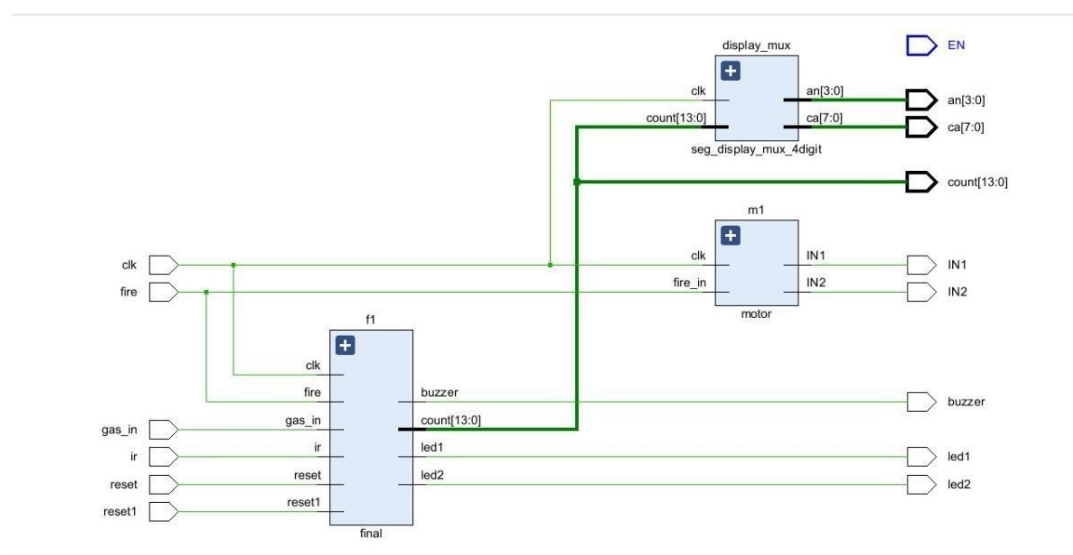 display_mux
EN
clk
an[3:0]
an[3:0]
count[13:0]
ca[7:0]
ca[7:0]
seg_display_mux_4digit
count[13:0]
m1
clk
clk
IN1
IN1
fire
fire_in
IN2
IN2
motor
f1
clk
fire
buzzer
buzzer
gas_in
gas_in
count[13:0]
ir
ir
led1
led1
reset
reset
led2
led2
reset1
reset1
final